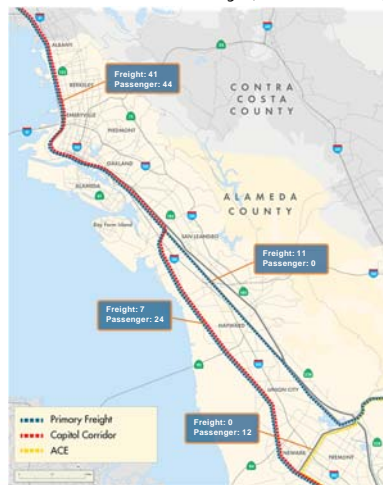 ALBANY
BERKELEY
Freight: 41
Passenger: 44
EMERYVILLE
PIEDMONT
CONTRA
COSTA
COUNTY
OAKLAND
ALAMEDA
ALAMEDA
COUNTY
Bay Farm Island
SAN LEANDRO
Freight: 11
Passenger: 0
Freight: 7
Passenger: 24
HAYWARD
UNION CITY
Primary Freight
Capitol Corridor
ACE
Freight: 0
Passenger: 12
NEWARK
FREMONT